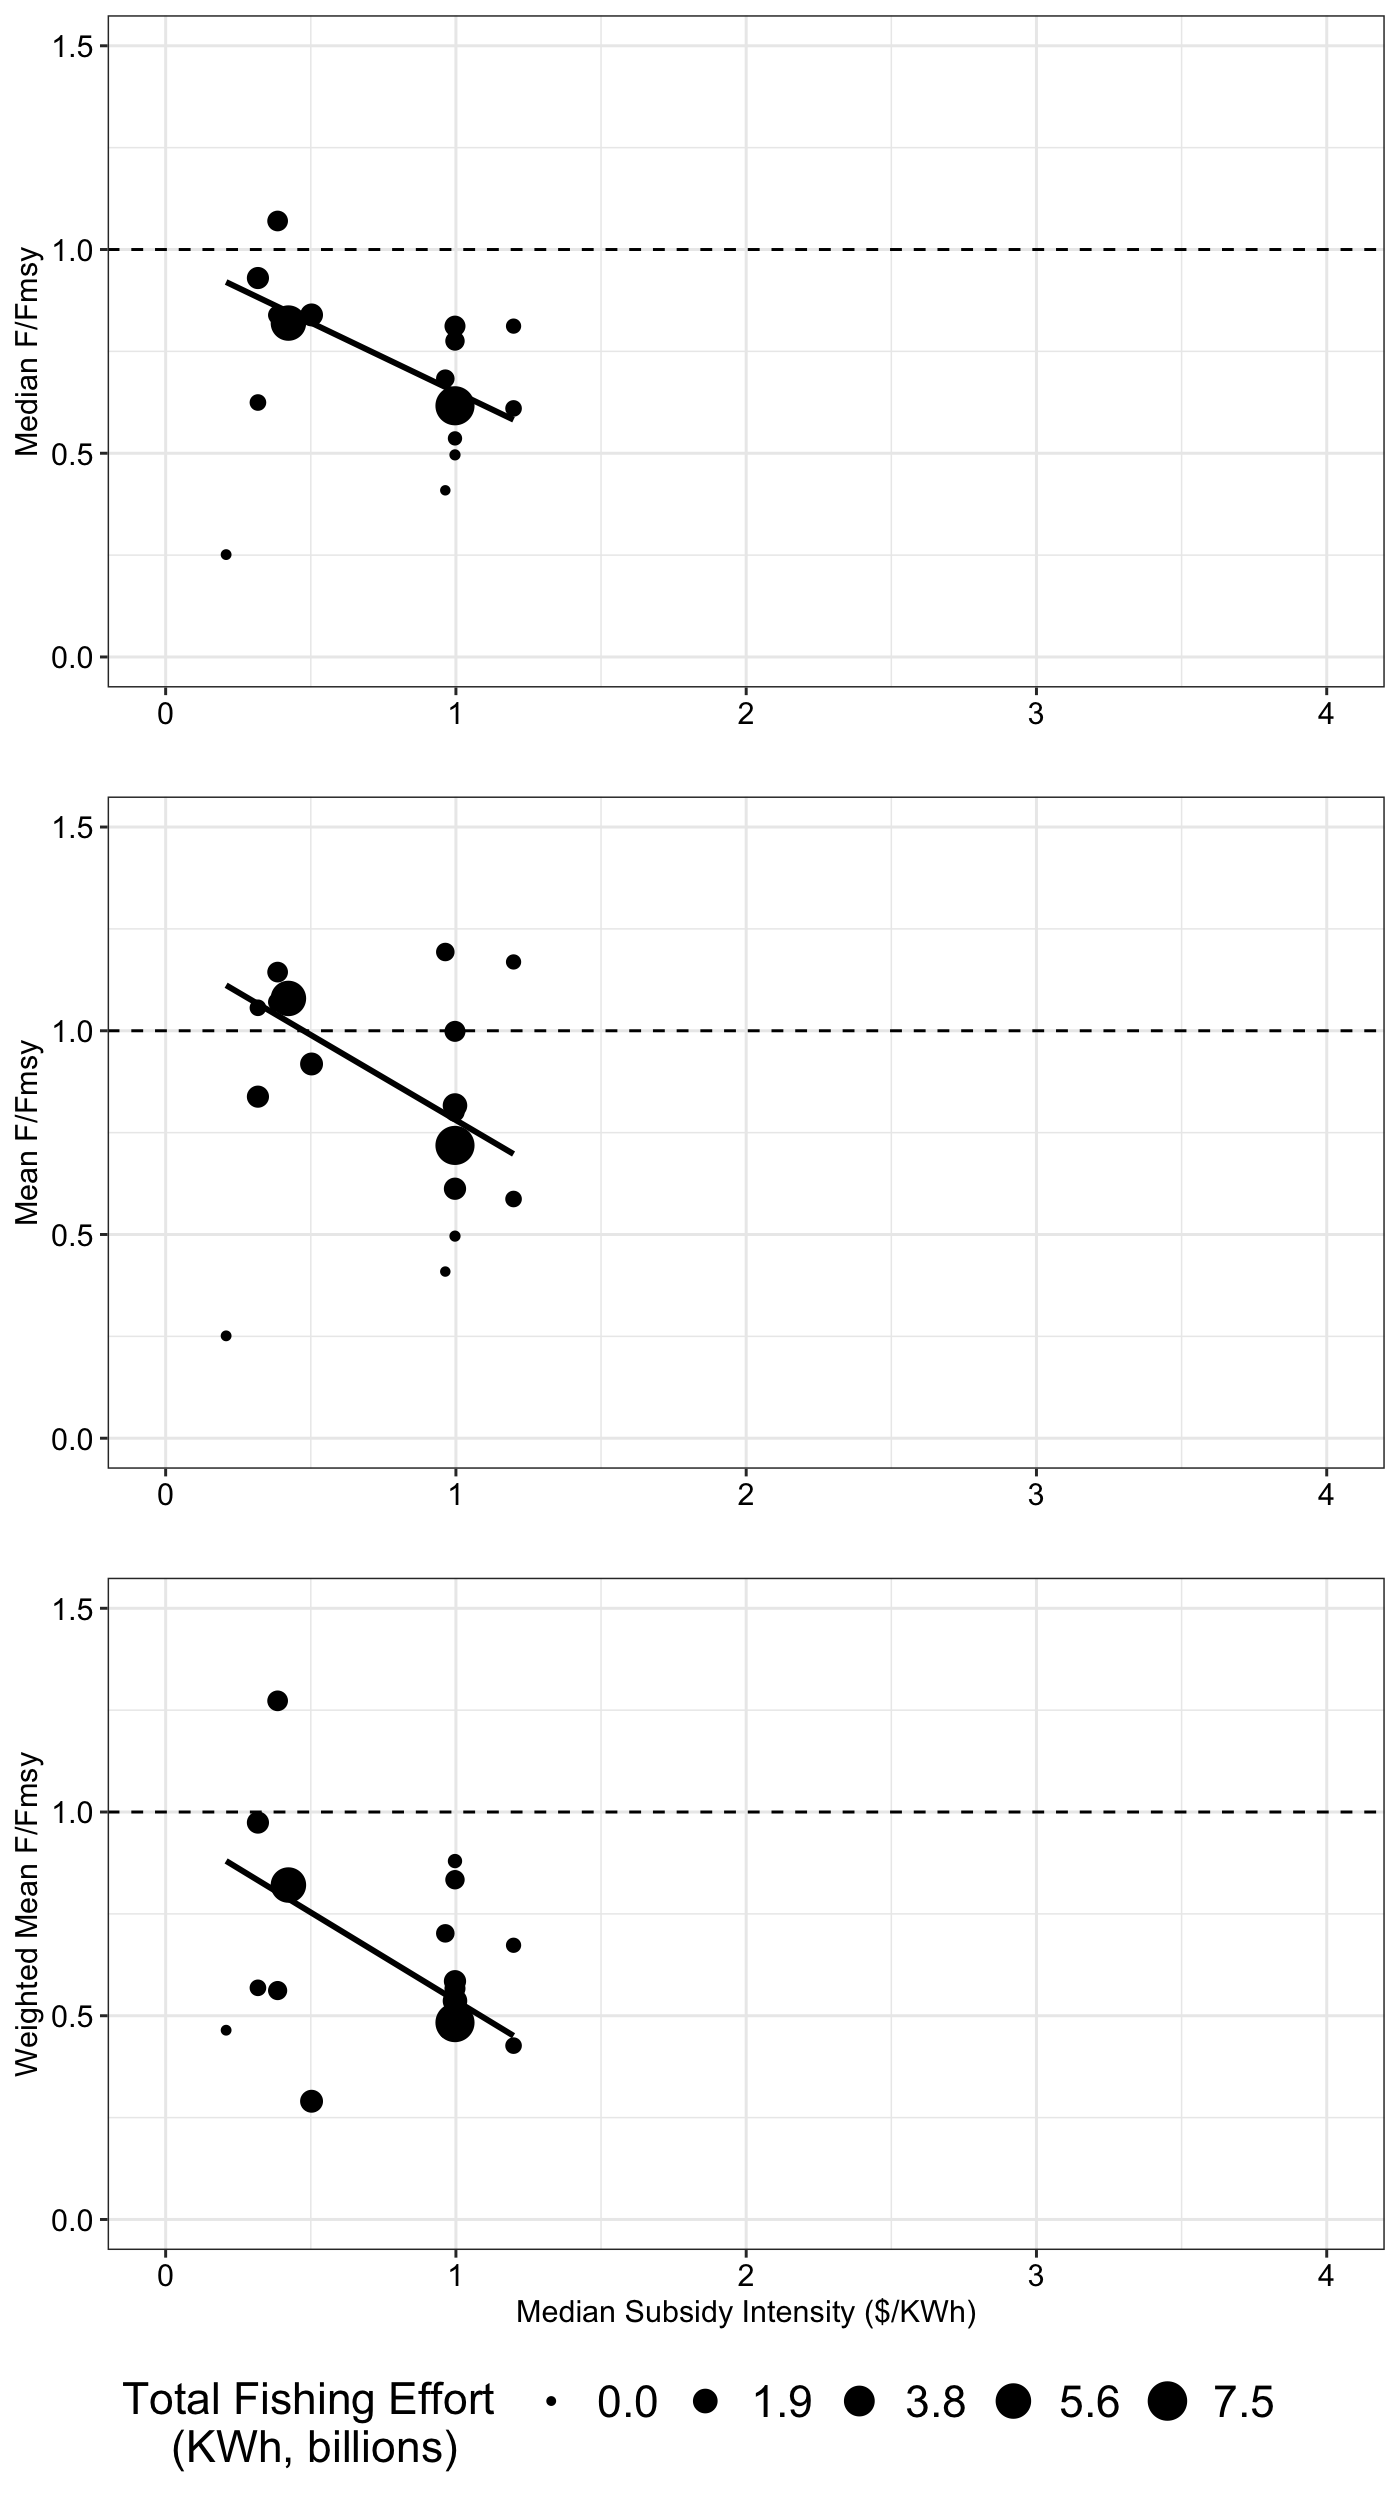 1.5
1.0
0.5
0.0
Median F/Fmsy
0 1 2 3 4
1.5
1.0
0.5
0.0
Mean F/Fmsy
0 1 2 3 4
1.5
1.0
0.5
0.0
Weighted Mean F/Fmsy
0 1 2 3 4
Median Subsidy Intensity ($/KWh)
Total Fishing Effort
(KWh, billions)
0.0 1.9 3.8 5.6 7.5